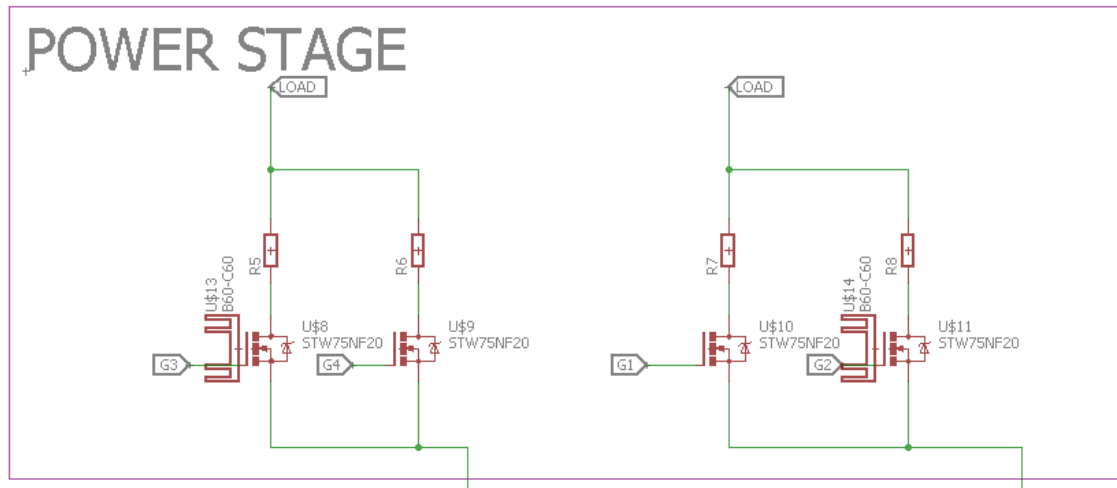 POWER STAGE
LOAD
LOAD
R5
R6
R7
R8
U$13
B60-C60
U$14
B60-C60
U$8
STW75NF20
U$9
STW75NF20
U$10
STW75NF20
U$11
STW75NF20
G3
G4
G1
G2